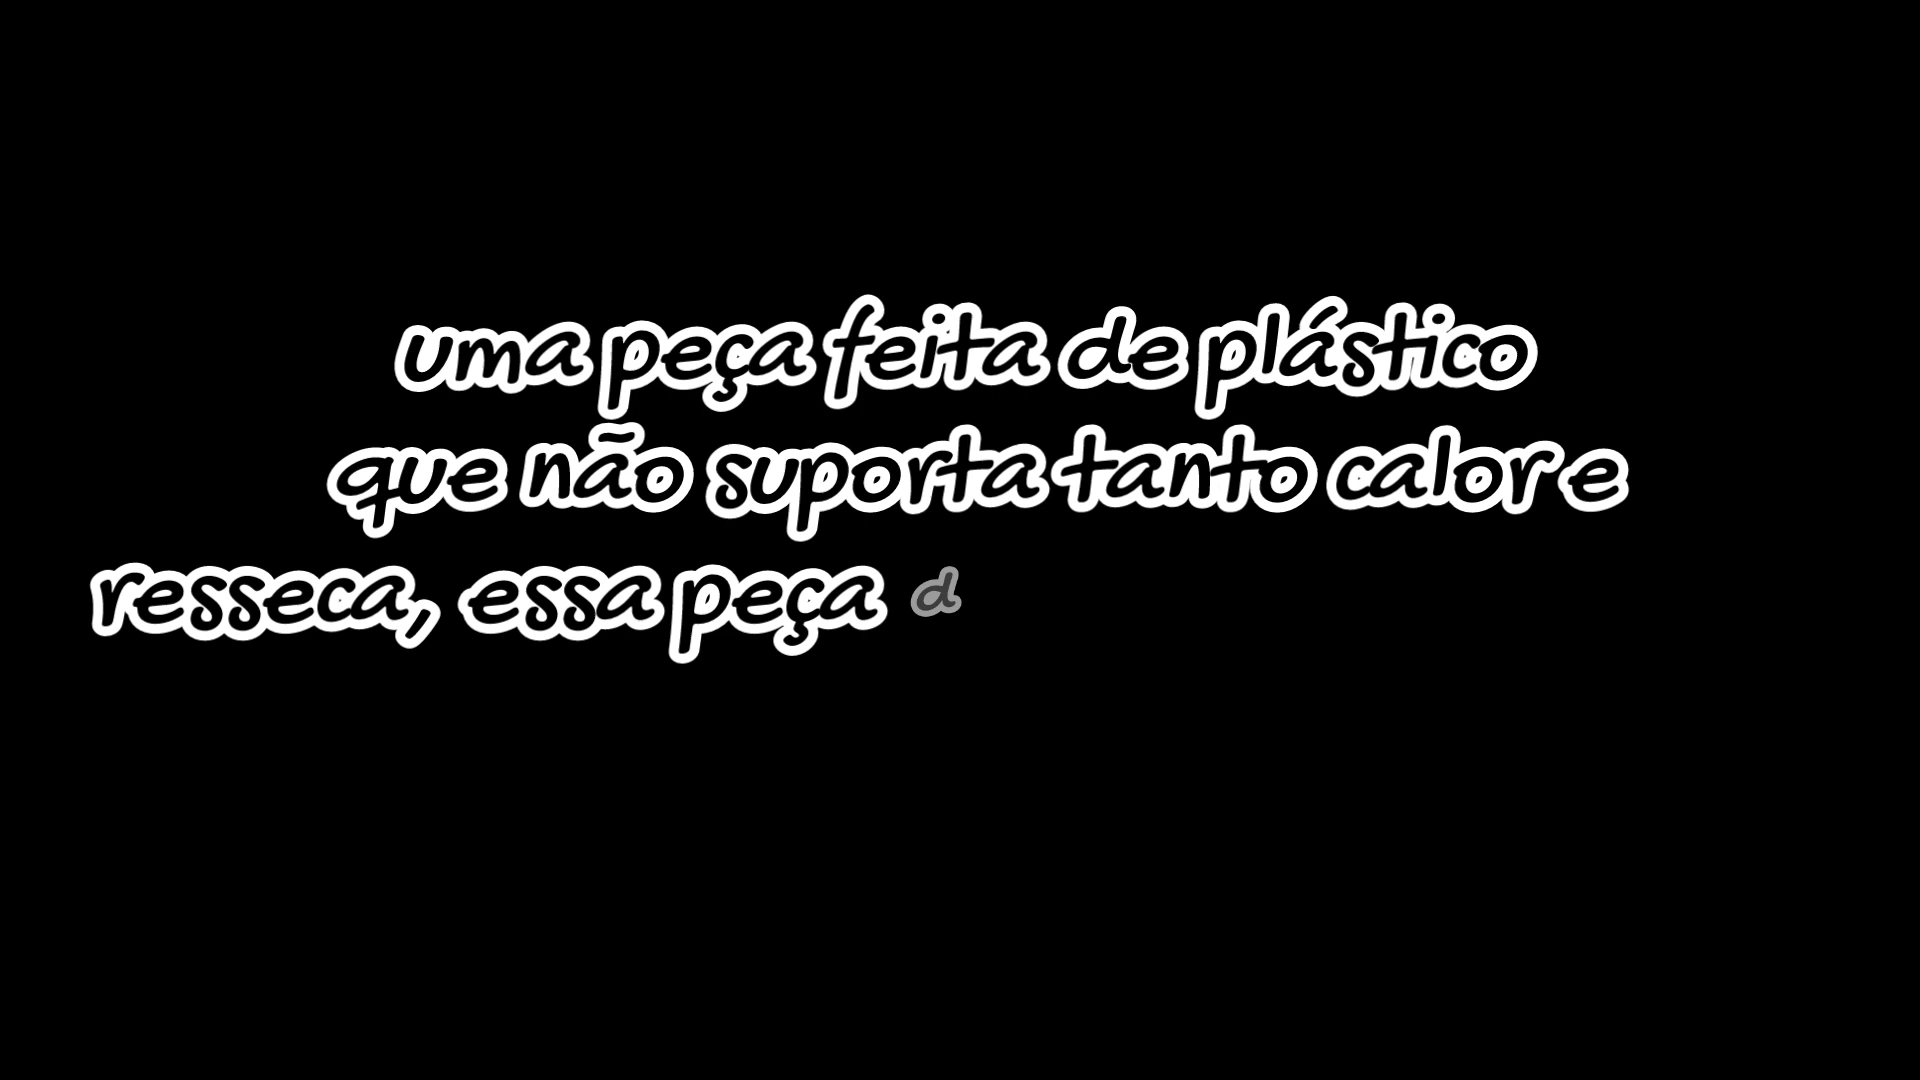 uma peça feita de plástico
que não suporta tanto calor e
resseca, essa peça d